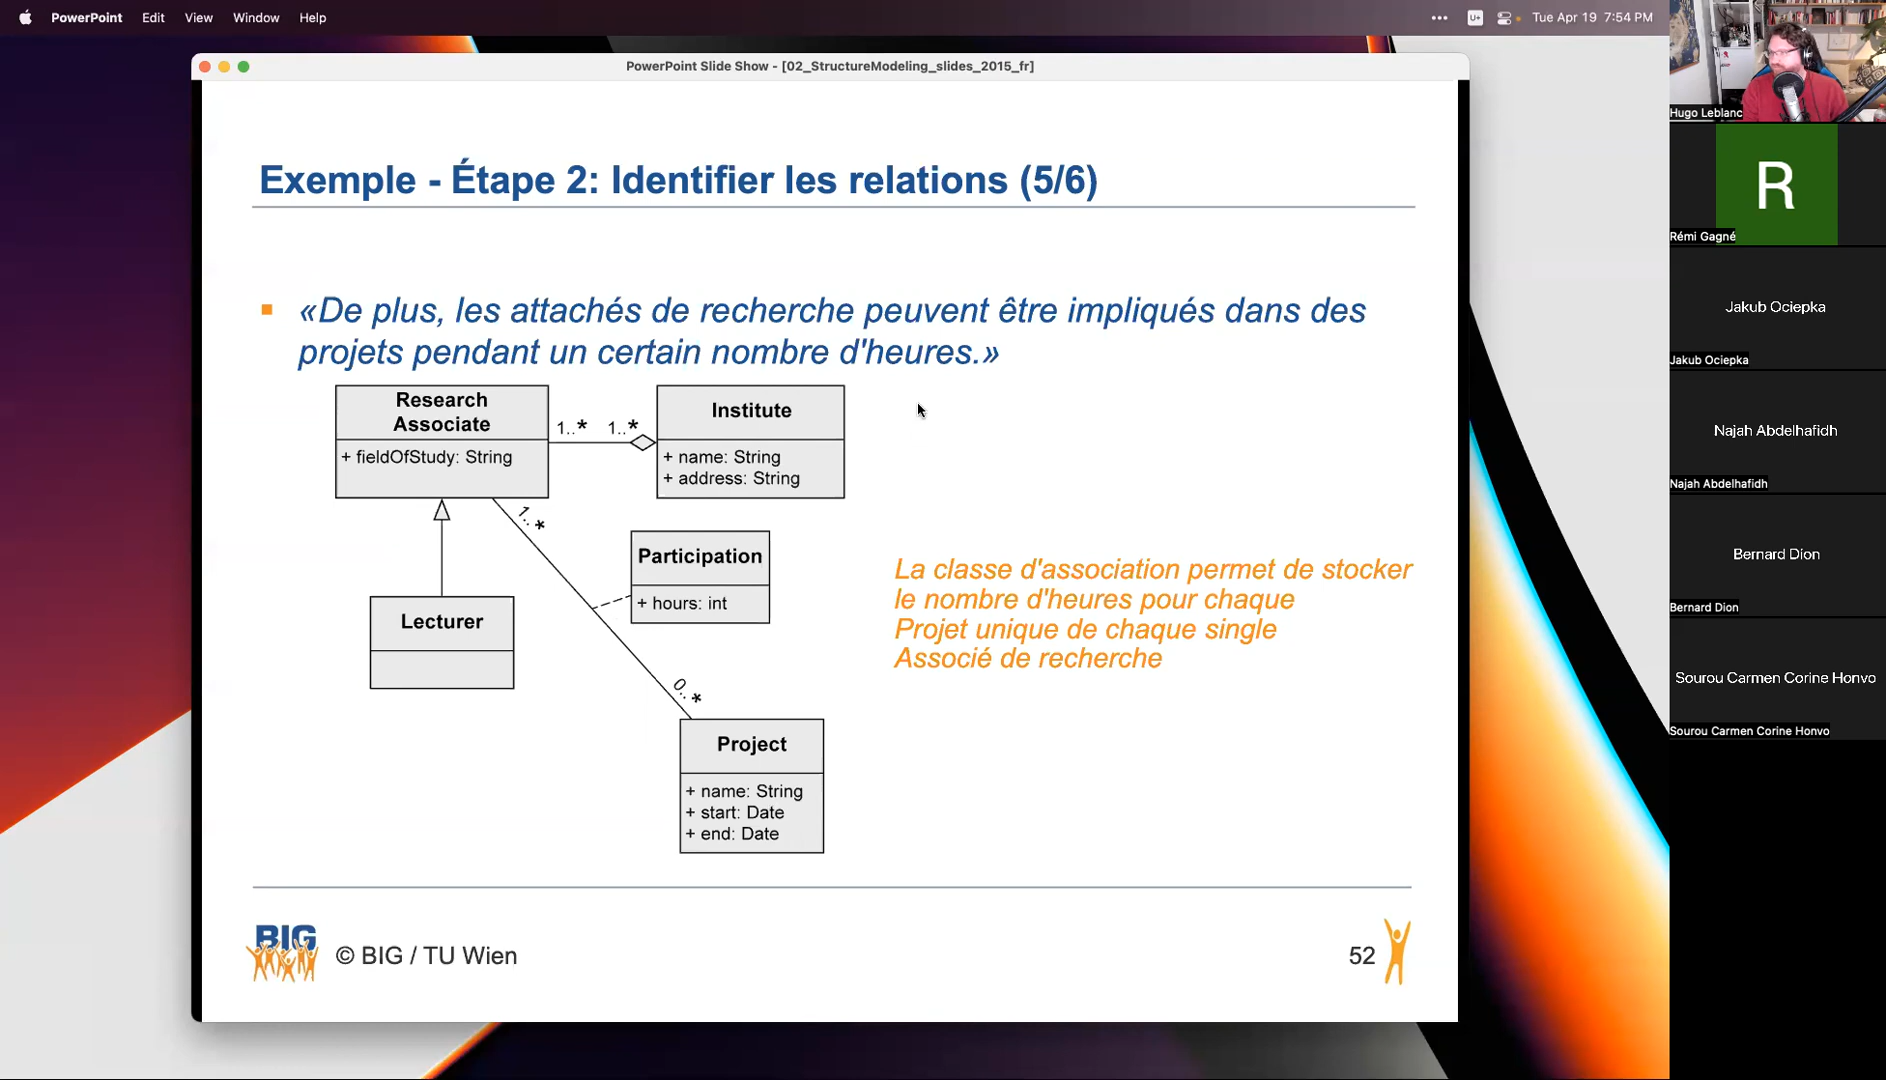 PowerPoint Edit View Window Help
Tue Apr 19 7:54 PM
PowerPoint Slide Show - [02_StructureModeling_slides_2015_fr]
Exemple - Étape 2: Identifier les relations (5/6)
«De plus, les attachés de recherche peuvent être impliqués dans des
projets pendant un certain nombre d'heures.»
Research
Associate
+ fieldOfStudy: String
1..*
1..*
Institute
+ name: String
+ address: String
1..*
Participation
+ hours: int
Lecturer
0..*
Project
+ name: String
+ start: Date
+ end: Date
La classe d'association permet de stocker
le nombre d'heures pour chaque
Projet unique de chaque single
Associé de recherche
BIG
© BIG / TU Wien
52
Hugo Leblanc
R
Rémi Gagné
Jakub Ociepka
Jakub Ociepka
Najah Abdelhafidh
Najah Abdelhafidh
Bernard Dion
Bernard Dion
Sourou Carmen Corine Honvo
Sourou Carmen Corine Honvo